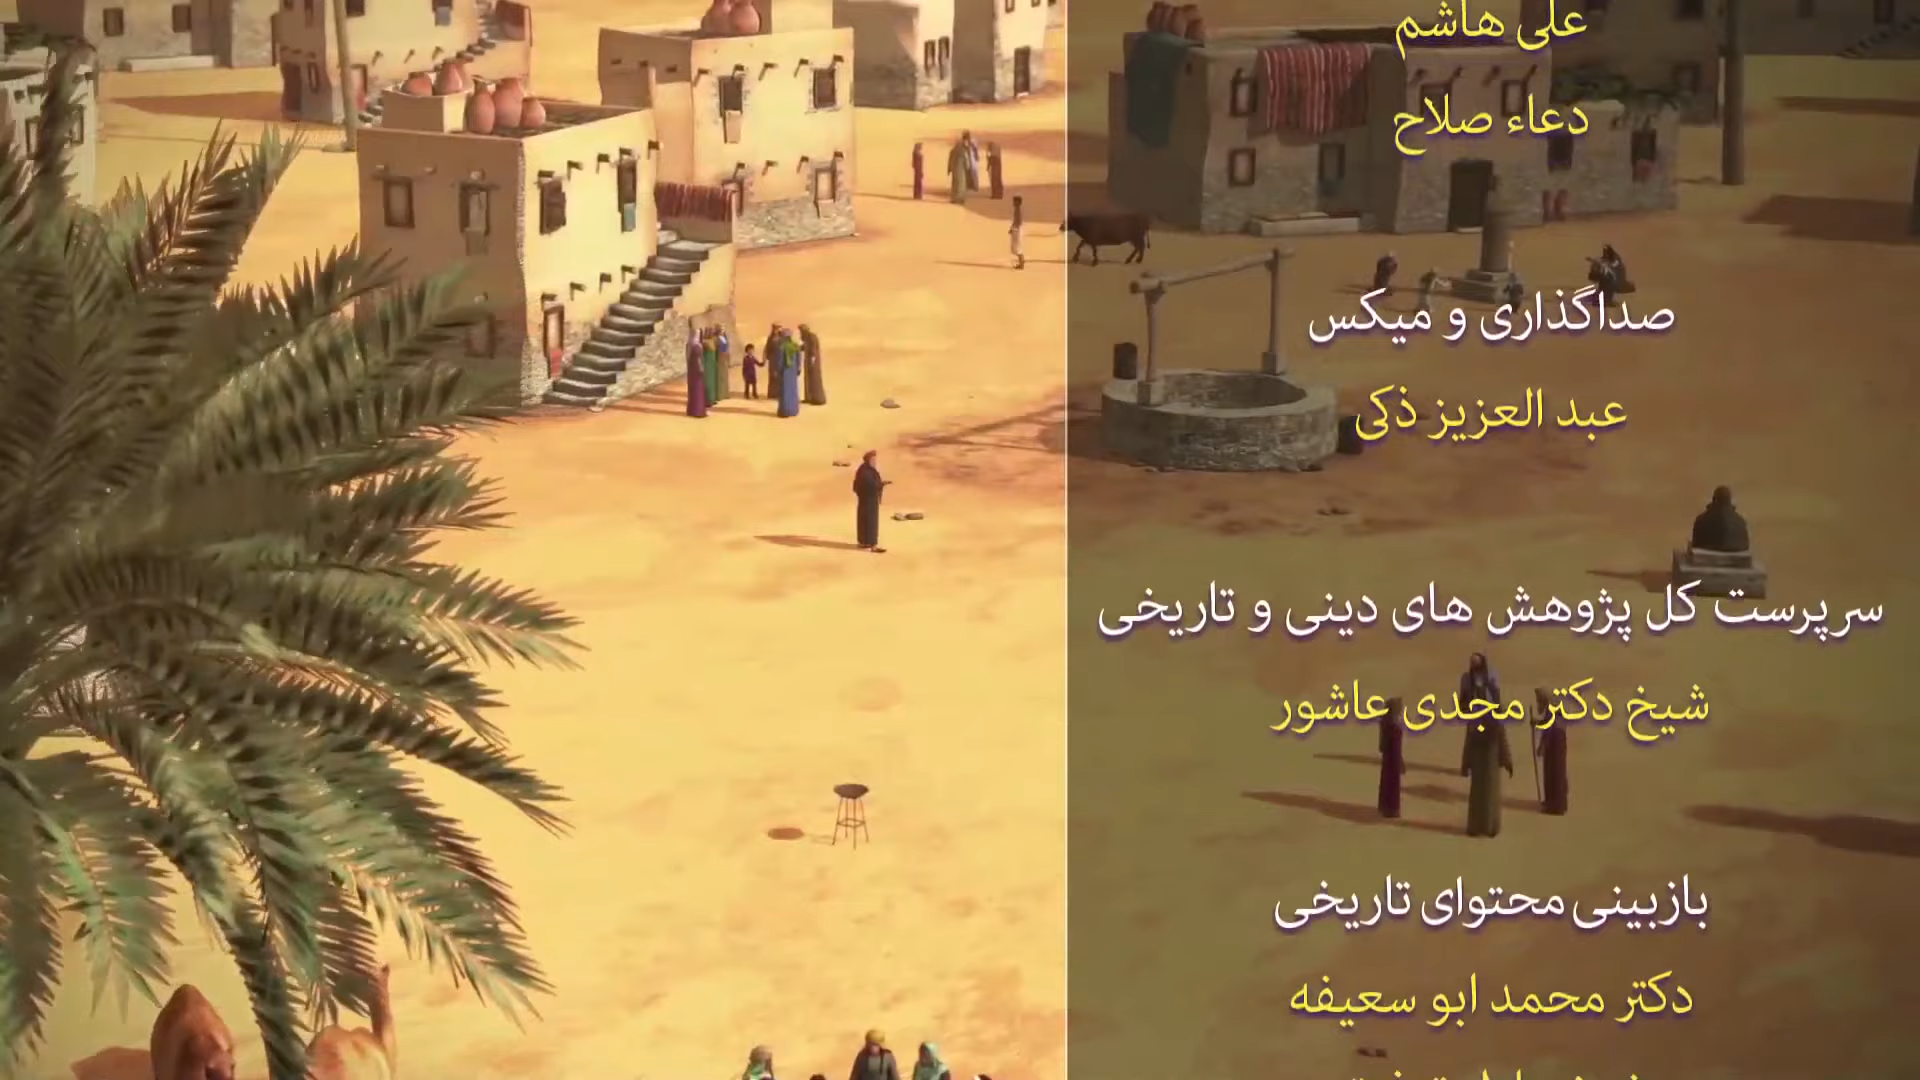 علی هاشم
دعاء صلاح
صداگذاری و میکس
عبد العزیز ذکی
سرپرست کل پژوهش های دینی و تاریخی
شیخ دکتر مجدی عاشور
بازبینی محتوای تاریخی
دکتر محمد ابو سعیفه